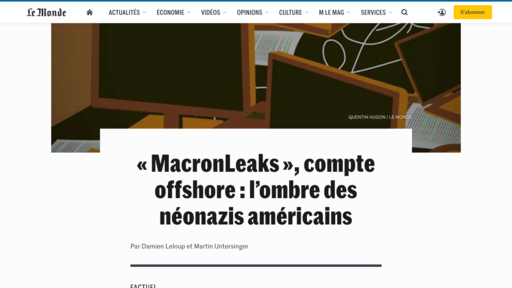 Le Monde
ACTUALITÉS ÉCONOMIE VIDÉOS OPINIONS CULTURE M LE MAG SERVICES S'abonner
QUENTIN HUGON / LE MONDE
« MacronLeaks », compte
offshore : l'ombre des
néonazis américains
Par Damien Leloup et Martin Untersinger
FACTUEL